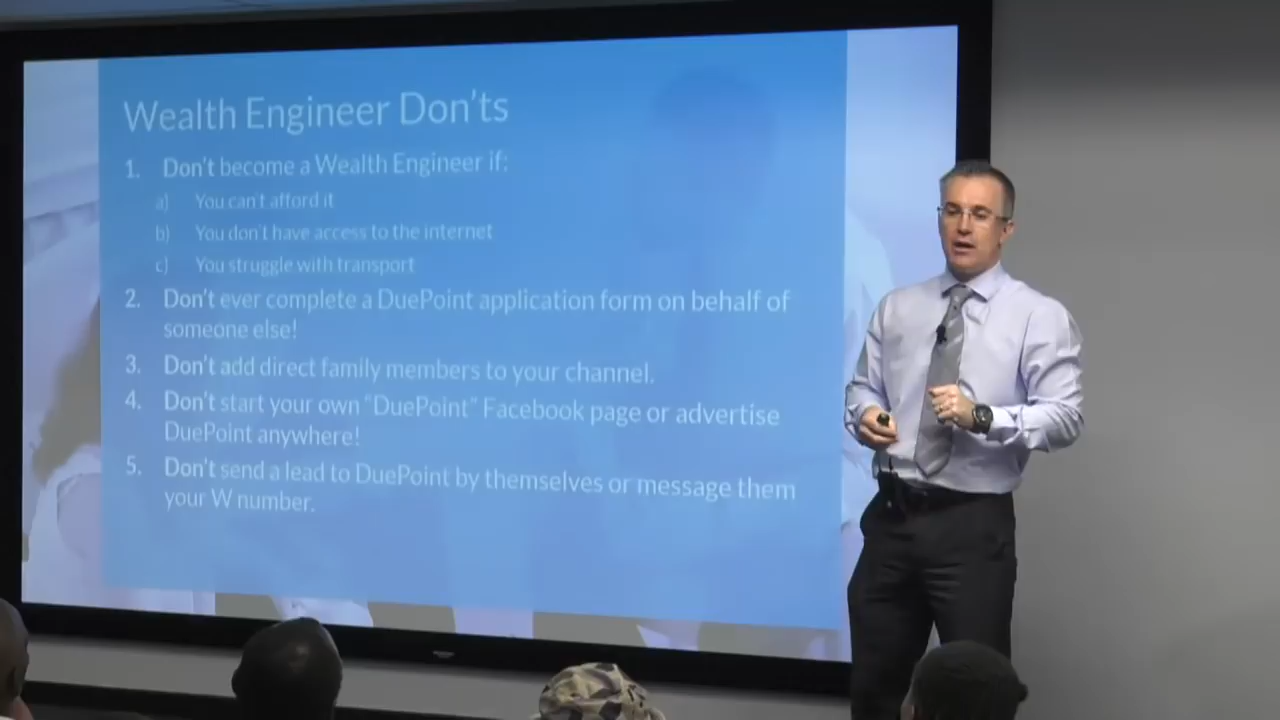 Wealth Engineer Don'ts
1. Don't become a Wealth Engineer if:
a) You can't afford it
b) You don't have access to the internet
c) You struggle with transport
2. Don't ever complete a DuePoint application form on behalf of
someone else!
3. Don't add direct family members to your channel.
4. Don't start your own "DuePoint" Facebook page or advertise
DuePoint anywhere!
5. Don't send a lead to DuePoint by themselves or message them
your W number.